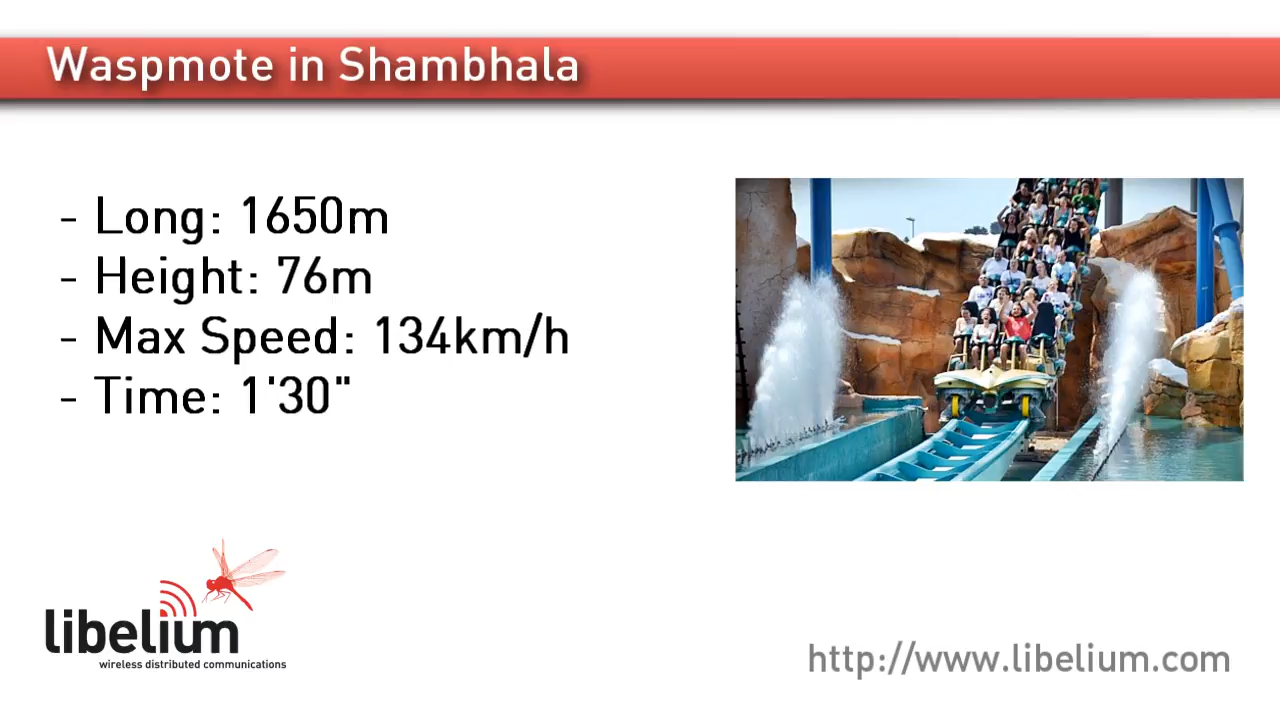 Waspmote in Shambhala
- Long: 1650m
- Height: 76m
- Max Speed: 134km/h
- Time: 1'30"
libelium
wireless distributed communications
http://www.libelium.com